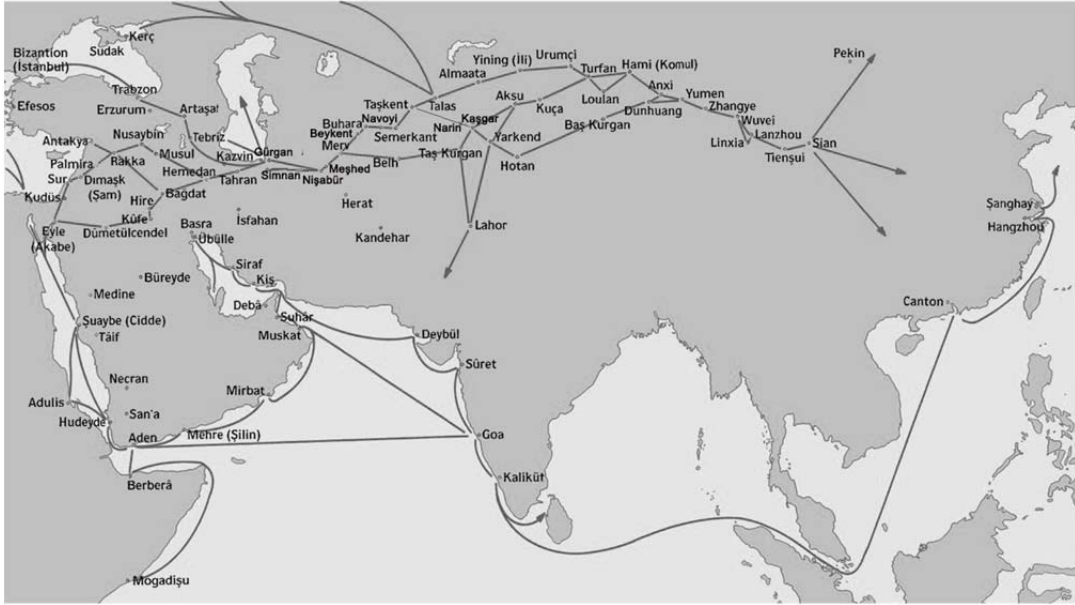 Kerç
Sudak
Bizantion
(İstanbul)
Efesos
Trabzon
Erzurum
Artaşat
Tebriz
Antakya
Nusaybin
Palmira
Rakka
Musul
Sur
Dımaşk
(Şam)
Kudüs
Hemedan
Kazvin
Gürgan
Tahran
Simnan
Nişabûr
Meşhed
Bağdat
Hire
Kûfe
Eyle
(Akabe)
Dûmetülcendel
Basra
Übülle
İsfahan
Herat
Kandehar
Buhara
Beykent
Merv
Navoyi
Semerkant
Belh
Taşkent
Talas
Almaata
Yining (İli)
Urumçi
Turfan
Hami (Komul)
Aksu
Kuça
Loulan
Narin
Kaşgar
Yarkend
Taş Kurgan
Hotan
Baş Kurgan
Dunhuang
Anxi
Yumen
Zhangye
Wuvei
Lanzhou
Linxia
Tienşui
Sian
Pekin
Lahor
Şanghay
Hangzhou
Canton
Siraf
Kiş
Büreyde
Medine
Debâ
Suhâr
Muskat
Şuaybe (Cidde)
Tâif
Deybül
Sûret
Necran
Mirbat
Adulis
Hudeyde
San'a
Aden
Mehre (Şilin)
Goa
Kaliküt
Berberâ
Mogadişu